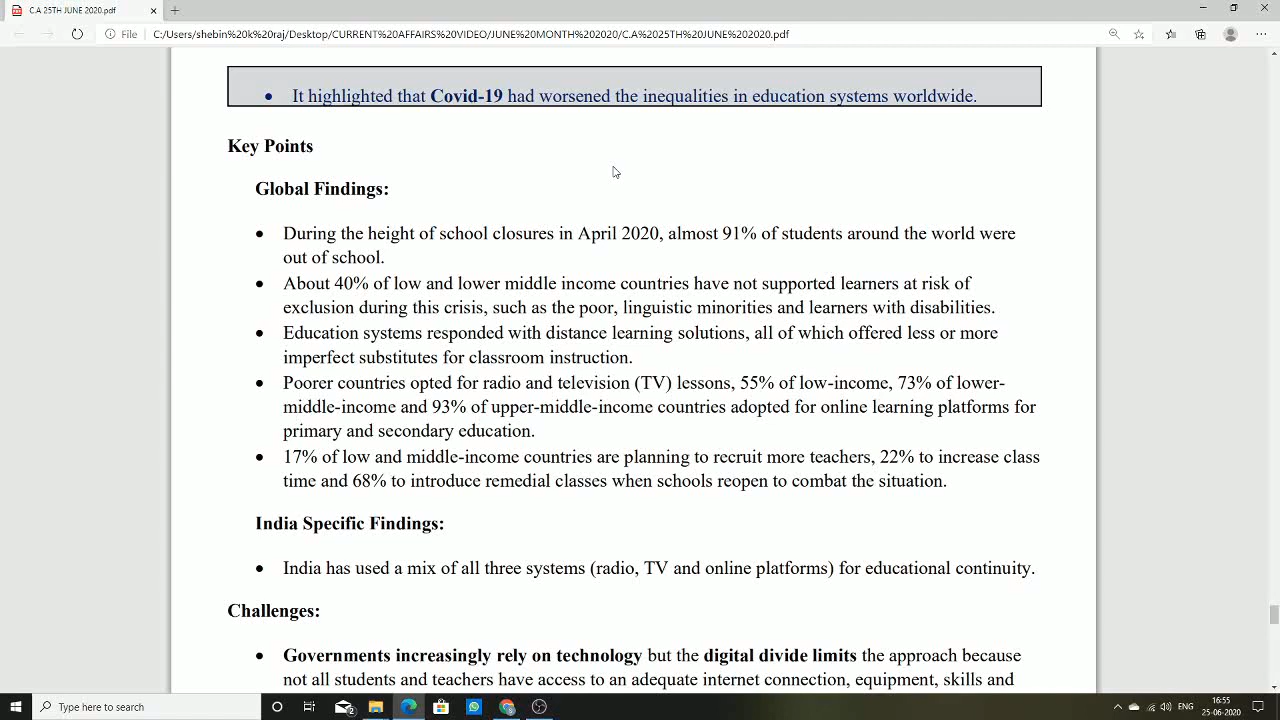 C.A 25TH JUNE 2020.pdf
File
C:/Users/shebin%20k%20raj/Desktop/CURRENT%20AFFAIRS%20VIDEO/JUNE%20MONTH%202020/C.A%2025TH%20JUNE%202020.pdf
• It highlighted that Covid-19 had worsened the inequalities in education systems worldwide.
Key Points
Global Findings:
• During the height of school closures in April 2020, almost 91% of students around the world were
out of school.
• About 40% of low and lower middle income countries have not supported learners at risk of
exclusion during this crisis, such as the poor, linguistic minorities and learners with disabilities.
• Education systems responded with distance learning solutions, all of which offered less or more
imperfect substitutes for classroom instruction.
• Poorer countries opted for radio and television (TV) lessons, 55% of low-income, 73% of lower-
middle-income and 93% of upper-middle-income countries adopted for online learning platforms for
primary and secondary education.
• 17% of low and middle-income countries are planning to recruit more teachers, 22% to increase class
time and 68% to introduce remedial classes when schools reopen to combat the situation.
India Specific Findings:
• India has used a mix of all three systems (radio, TV and online platforms) for educational continuity.
Challenges:
• Governments increasingly rely on technology but the digital divide limits the approach because
not all students and teachers have access to an adequate internet connection, equipment, skills and
Type here to search
ENG
16:55
25-06-2020